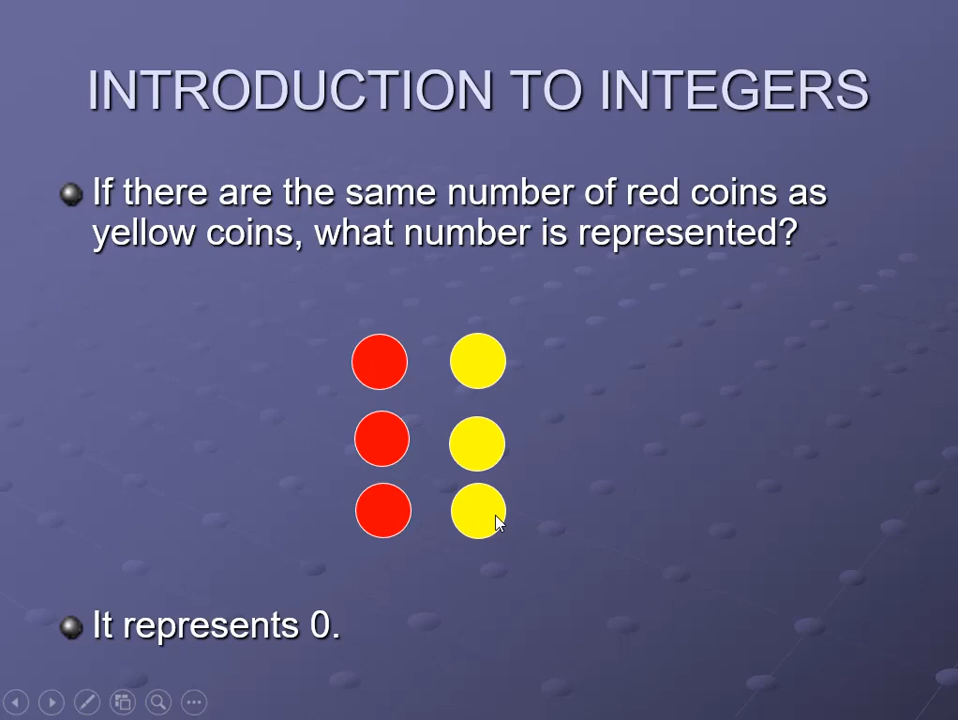 INTRODUCTION TO INTEGERS
If there are the same number of red coins as
yellow coins, what number is represented?
It represents 0.